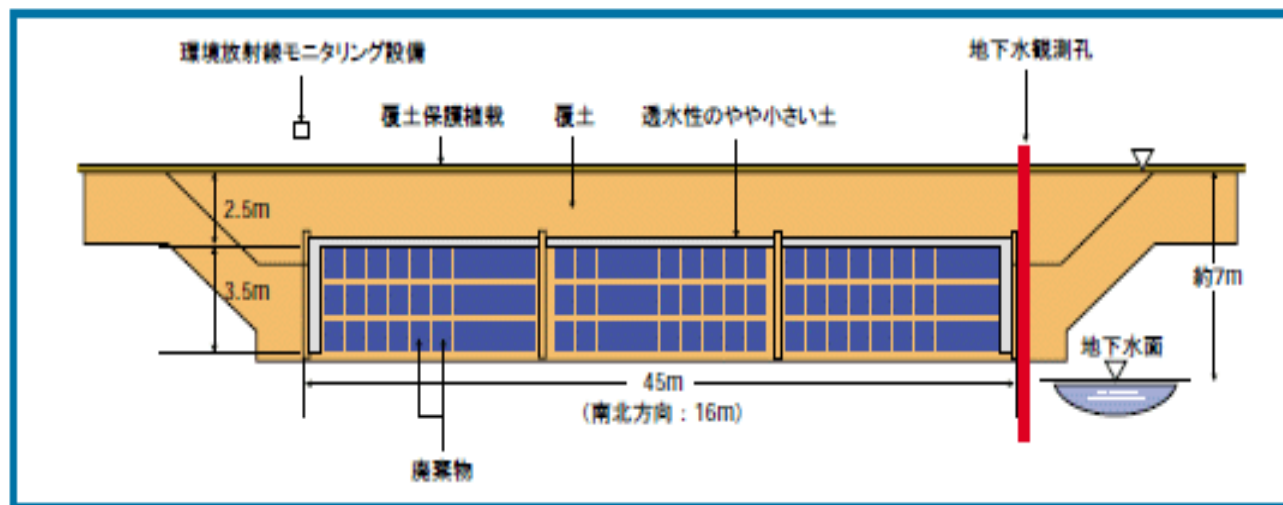 環境放射線モニタリング設備
地下水観測孔
覆土保護植栽
覆土
透水性のやや小さい土
2.5m
3.5m
約7m
地下水面
45m
(南北方向：16m)
廃棄物